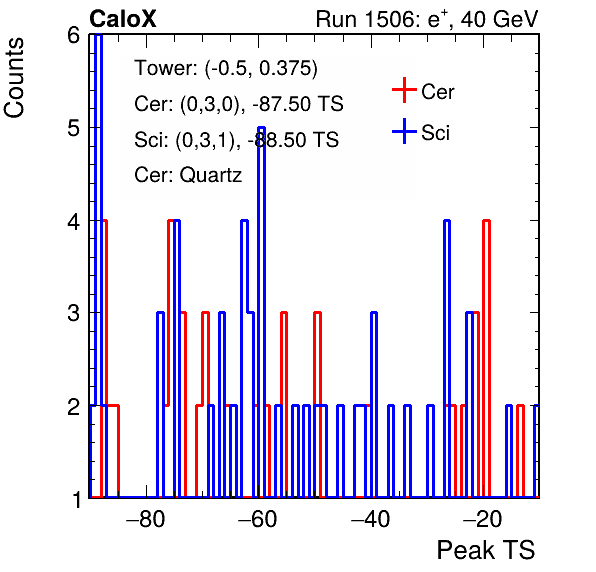 CaloX Run 1506: e⁺, 40 GeV
Counts
6
5
4
3
2
1
Tower: (-0.5, 0.375)
Cer: (0,3,0), -87.50 TS
Sci: (0,3,1), -88.50 TS
Cer: Quartz
Cer
Sci
−80 −60 −40 −20
Peak TS